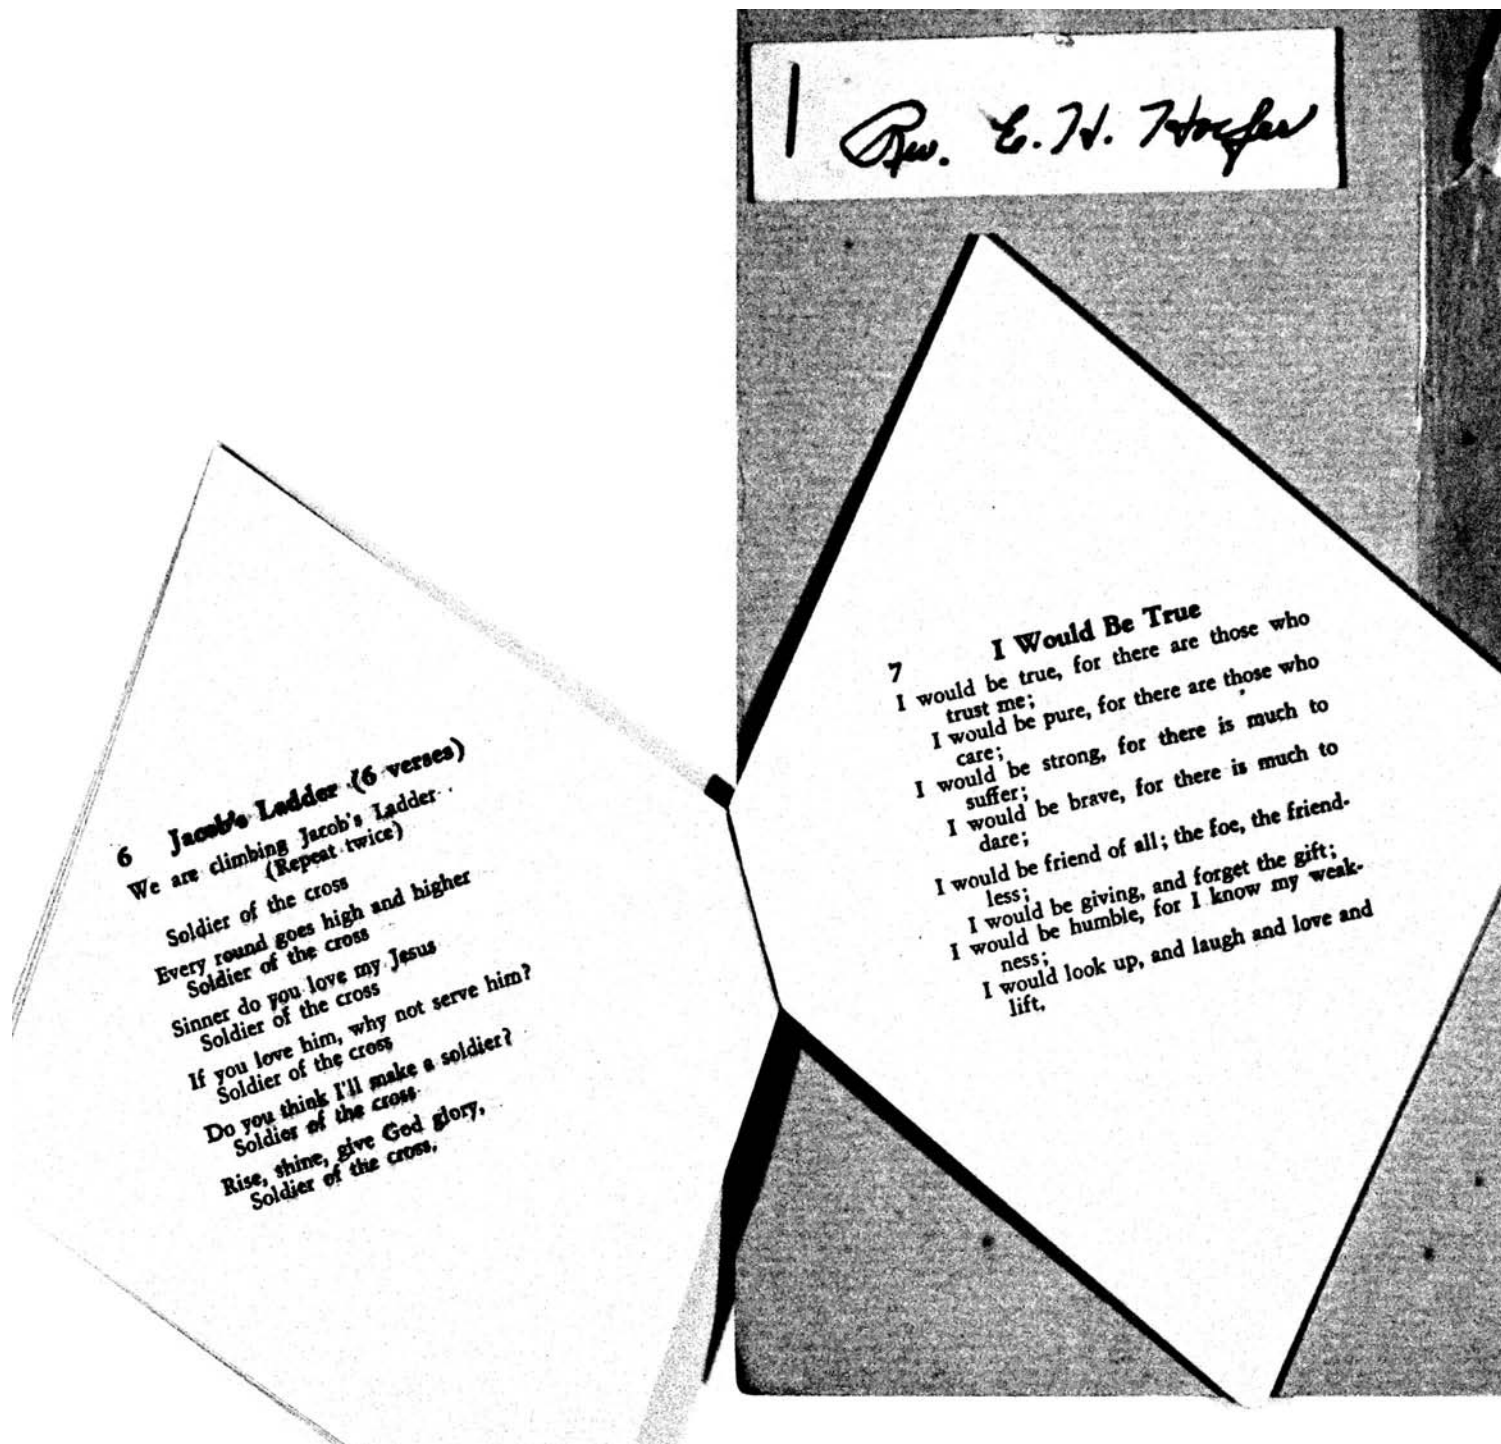 1 Rev. E. H. Hoefer
6 Jacob's Ladder (6 verses)
We are climbing Jacob's Ladder
(Repeat twice)
Soldier of the cross
Every round goes high and higher
Soldier of the cross
Sinner do you love my Jesus
Soldier of the cross
If you love him, why not serve him?
Soldier of the cross
Do you think I'll make a soldier?
Soldier of the cross
Rise, shine, give God glory,
Soldier of the cross.
I Would Be True
7
I would be true, for there are those who
trust me;
I would be pure, for there are those who
care;
I would be strong, for there is much to
suffer;
I would be brave, for there is much to
dare;
I would be friend of all; the foe, the friend-
less;
I would be giving, and forget the gift;
I would be humble, for I know my weak-
ness;
I would look up, and laugh and love and
lift.